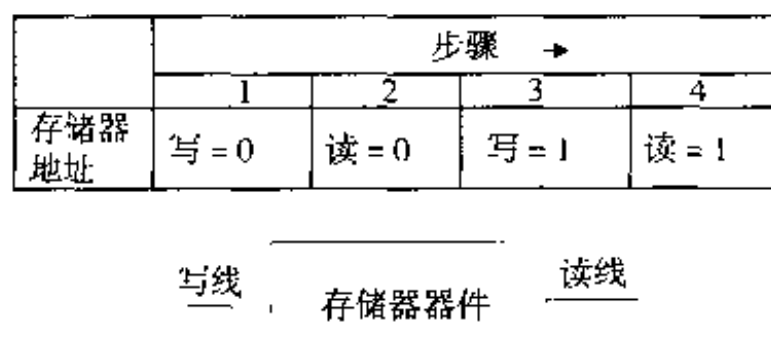 步骤 →
1 2 3 4
存储器
地址
写 = 0 读 = 0 写 = 1 读 = 1
写线 存储器器件 读线